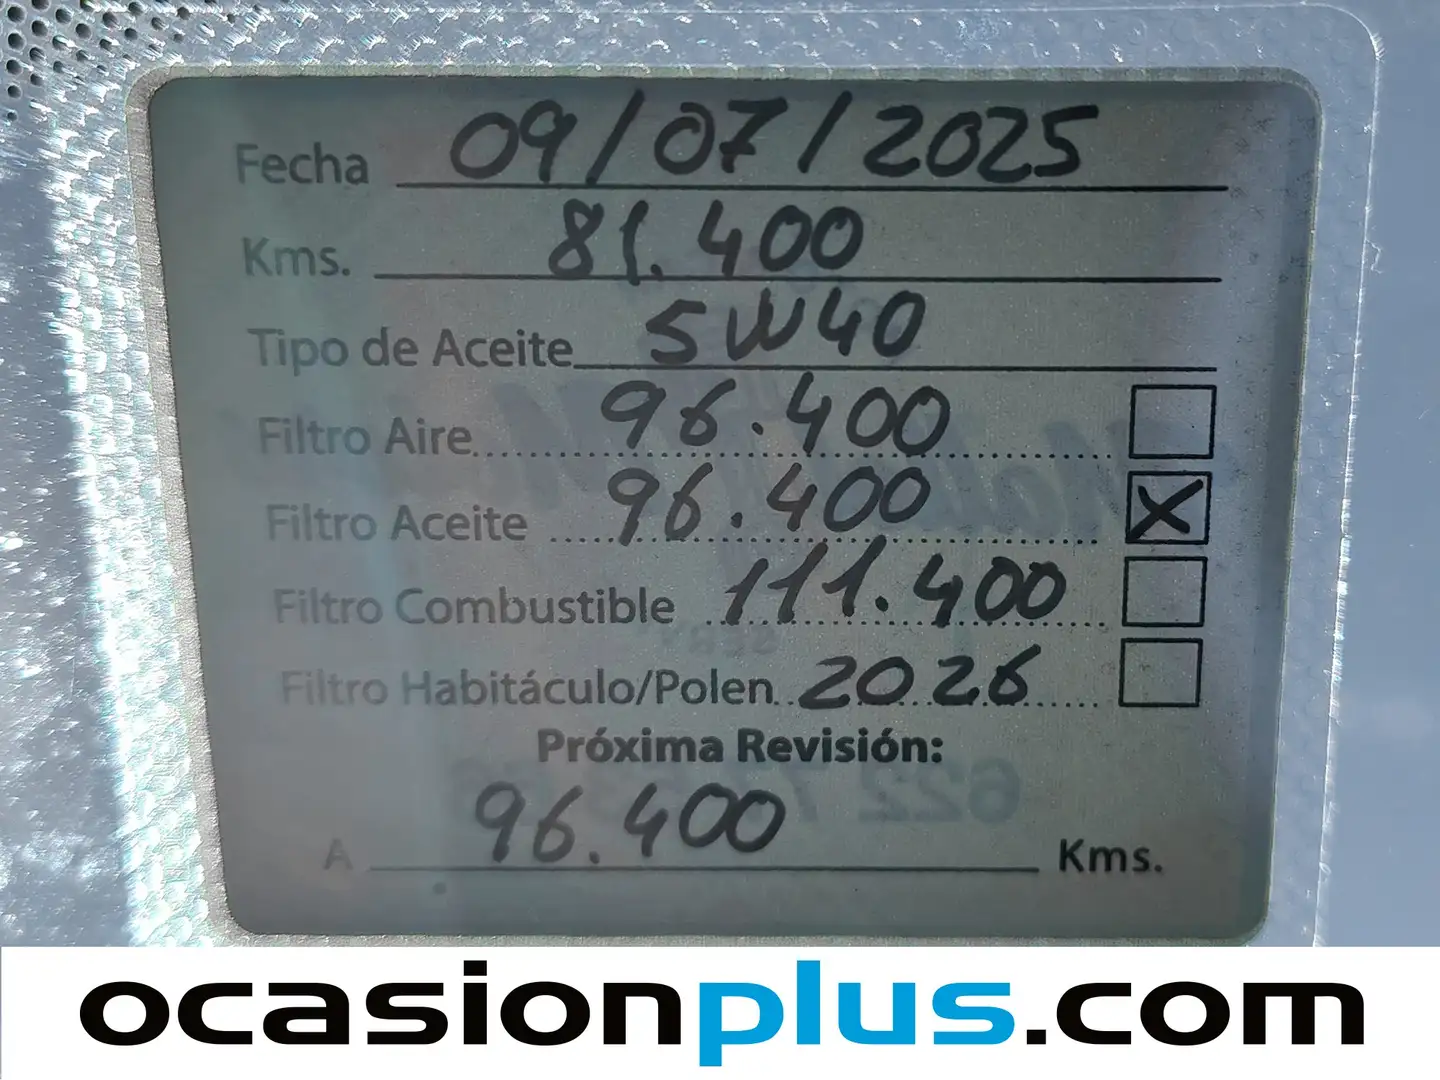 Fecha 09/07/2025
Kms. 81.400
Tipo de Aceite 5W40
Filtro Aire 96.400
Filtro Aceite 96.400 X
Filtro Combustible 111.400
Filtro Habitáculo/Polen 2026
Próxima Revisión:
A 96.400 Kms.
ocasionplus.com